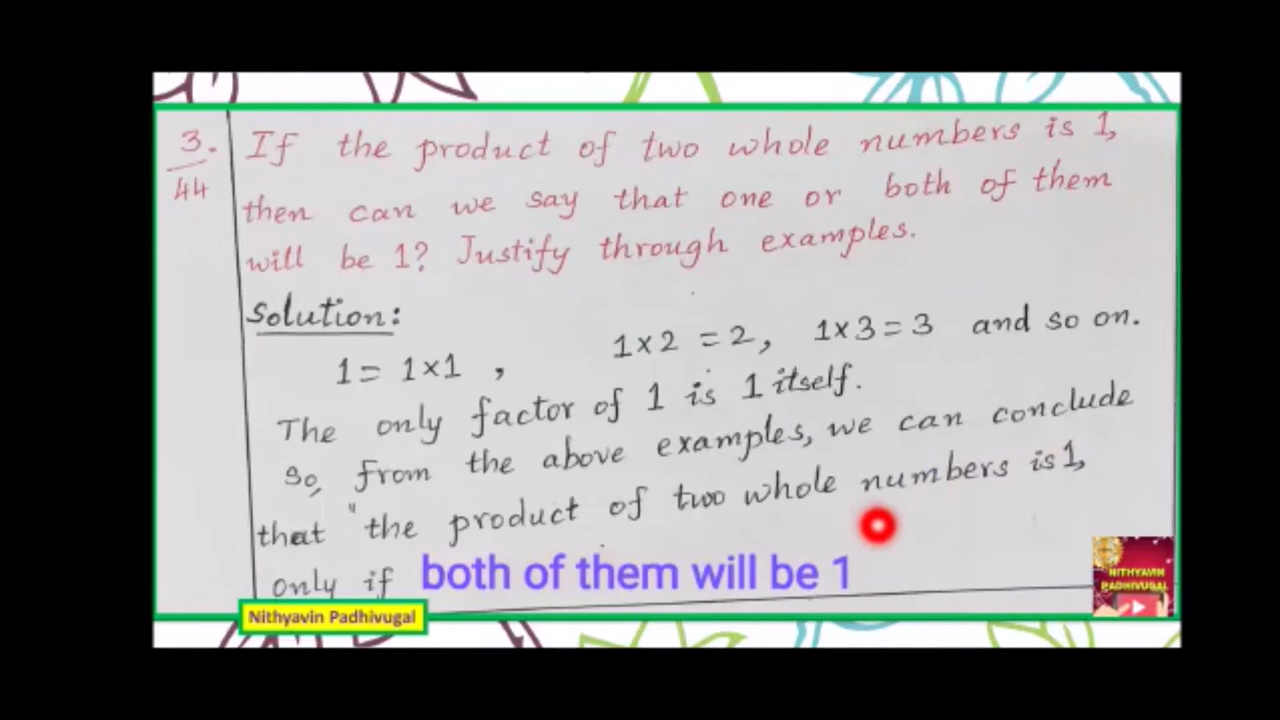 3. If the product of two whole numbers is 1,
44 then can we say that one or both of them
will be 1? Justify through examples.
Solution:
1 = 1×1 , 1×2 = 2, 1×3 = 3 and so on.
The only factor of 1 is 1 itself.
So, from the above examples, we can conclude
that "the product of two whole numbers is 1,
only if both of them will be 1
Nithyavin Padhivugal
NITHYAVIN
PADHIVUGAL